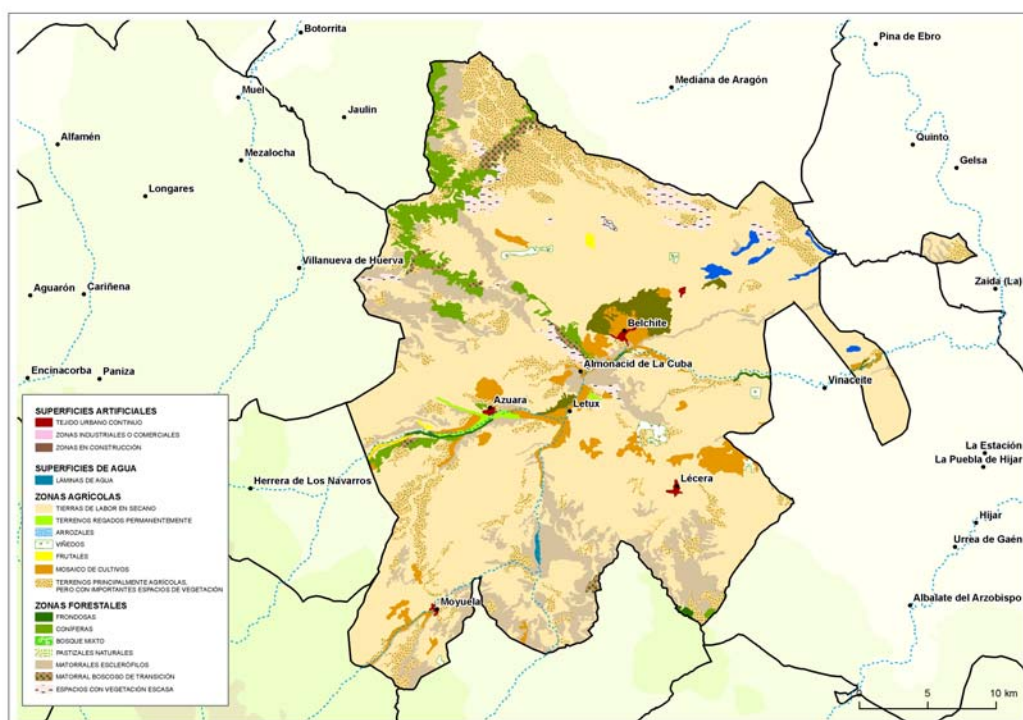 Botorrita
Pina de Ebro
Mediana de Aragón
Muel
Jaulín
Alfamén
Quinto
Mezalocha
Gelsa
Longares
Villanueva de Huerva
Zaida (La)
Aguarón
Cariñena
Belchite
Almonacid de La Cuba
Encinacorba
Paniza
Vinaceite
Azuara
Letux
La Estación
La Puebla de Hijar
Herrera de Los Navarros
Lécera
Hijar
Urrea de Gaén
Moyuela
Albalate del Arzobispo
SUPERFICIES ARTIFICIALES
TEJIDO URBANO CONTINUO
ZONAS INDUSTRIALES O COMERCIALES
ZONAS EN CONSTRUCCIÓN
SUPERFICIES DE AGUA
LÁMINAS DE AGUA
ZONAS AGRÍCOLAS
TIERRAS DE LABOR EN SECANO
TERRENOS REGADOS PERMANENTEMENTE
ARROZALES
VIÑEDOS
FRUTALES
MOSAICO DE CULTIVOS
TERRENOS PRINCIPALMENTE AGRÍCOLAS,
PERO CON IMPORTANTES ESPACIOS DE VEGETACIÓN
ZONAS FORESTALES
FRONDOSAS
CONÍFERAS
BOSQUE MIXTO
PASTIZALES NATURALES
MATORRALES ESCLERÓFILOS
MATORRAL BOSCOSO DE TRANSICIÓN
ESPACIOS CON VEGETACIÓN ESCASA
0 5 10 km